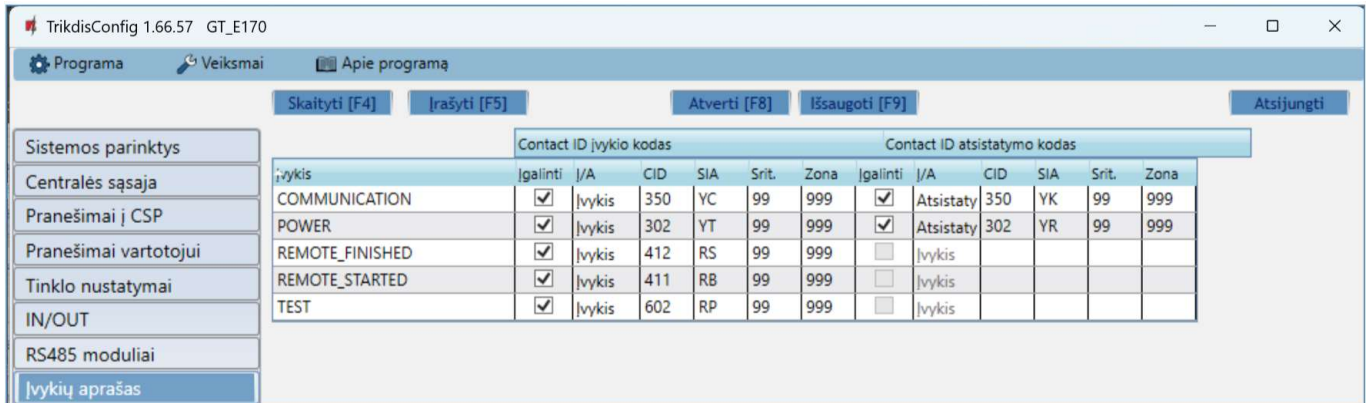 TrikdisConfig 1.66.57 GT_E170
Programa Veiksmai Apie programą
Skaityti [F4] Įrašyti [F5] Atverti [F8] Išsaugoti [F9] Atsijungti
Sistemos parinktys
Centralės sąsaja
Pranešimai į CSP
Pranešimai vartotojui
Tinklo nustatymai
IN/OUT
RS485 moduliai
Įvykių aprašas
Contact ID įvykio kodas Contact ID atsistatymo kodas
Įvykis Įgalinti Į/A CID SIA Srit. Zona Įgalinti Į/A CID SIA Srit. Zona
COMMUNICATION Įvykis 350 YC 99 999 Atsistaty 350 YK 99 999
POWER Įvykis 302 YT 99 999 Atsistaty 302 YR 99 999
REMOTE_FINISHED Įvykis 412 RS 99 999 Įvykis
REMOTE_STARTED Įvykis 411 RB 99 999 Įvykis
TEST Įvykis 602 RP 99 999 Įvykis